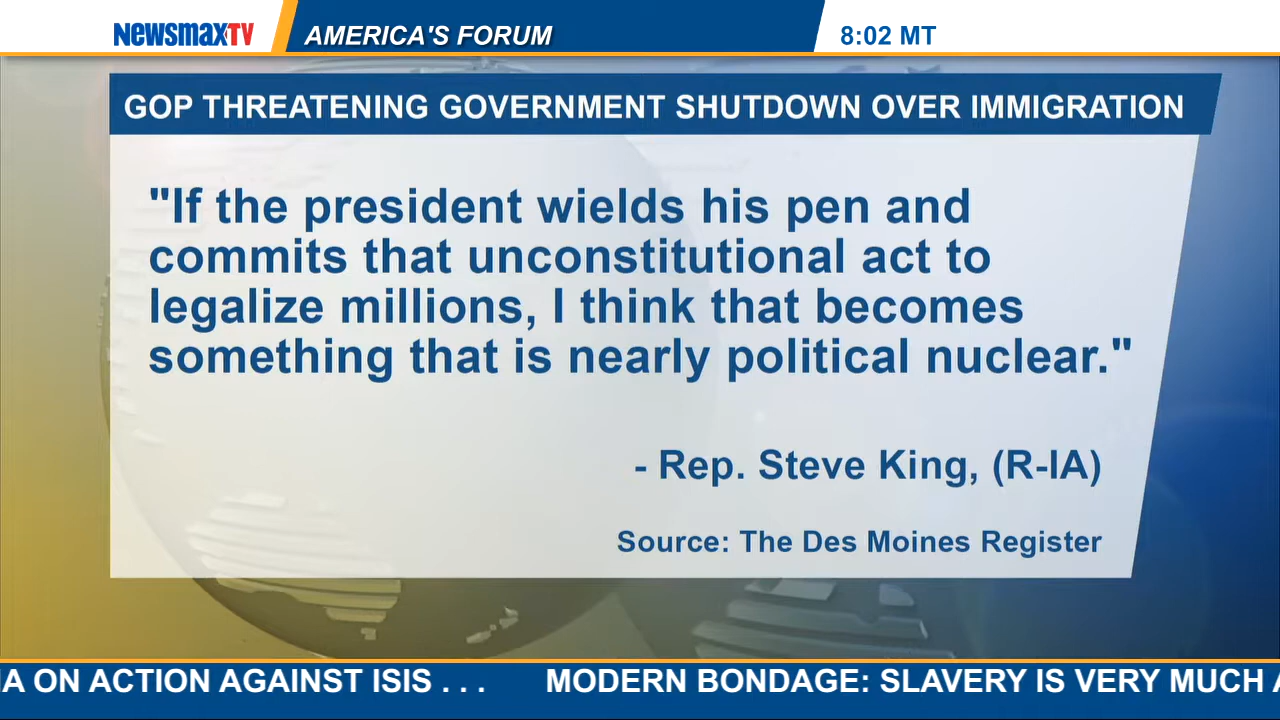 NEWSMAXTV
AMERICA'S FORUM
8:02 MT
GOP THREATENING GOVERNMENT SHUTDOWN OVER IMMIGRATION
"If the president wields his pen and
commits that unconstitutional act to
legalize millions, I think that becomes
something that is nearly political nuclear."
- Rep. Steve King, (R-IA)
Source: The Des Moines Register
A ON ACTION AGAINST ISIS . . . MODERN BONDAGE: SLAVERY IS VERY MUCH